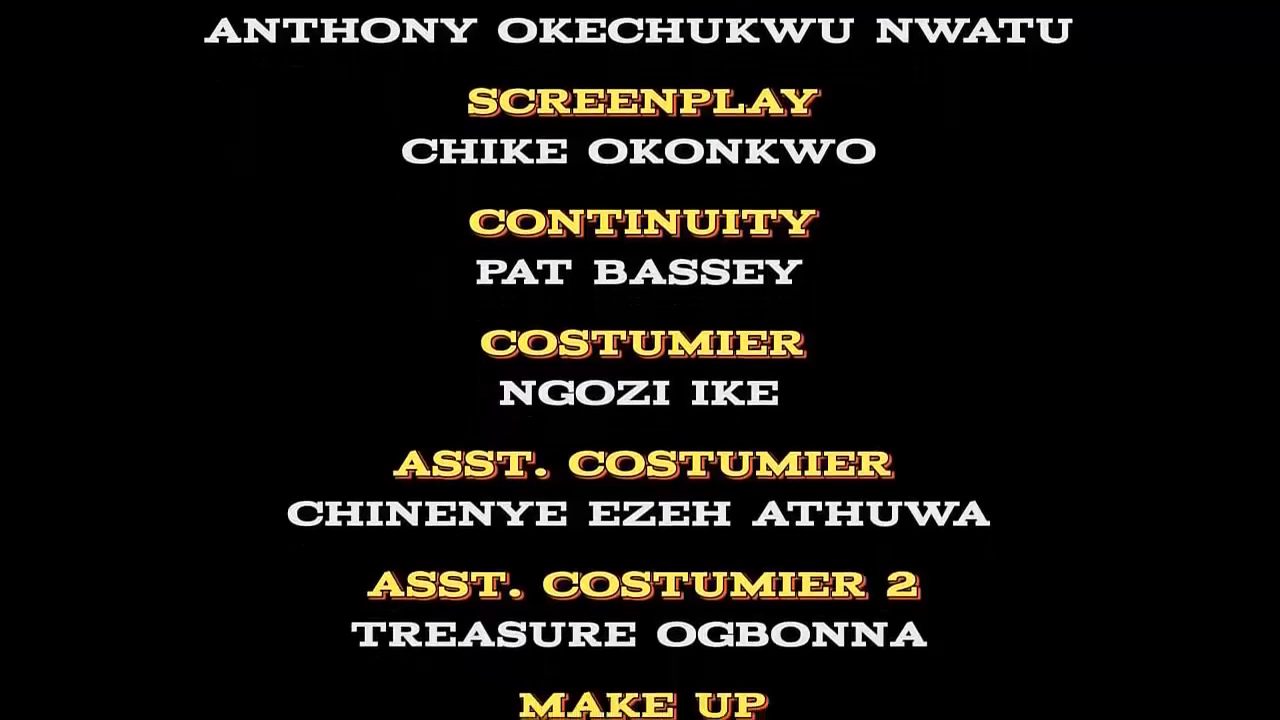 ANTHONY OKECHUKWU NWATU
SCREENPLAY
CHIKE OKONKWO
CONTINUITY
PAT BASSEY
COSTUMIER
NGOZI IKE
ASST. COSTUMIER
CHINENYE EZEH ATHUWA
ASST. COSTUMIER 2
TREASURE OGBONNA
MAKE UP